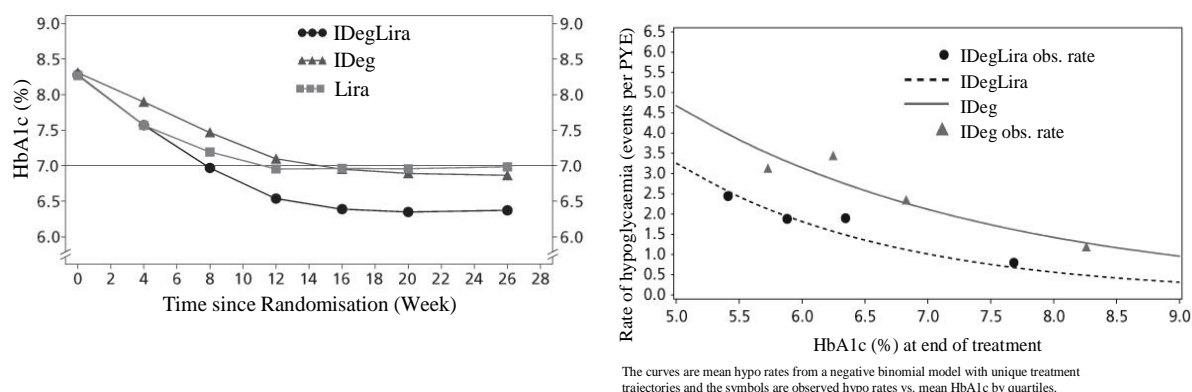 9.0
8.5
8.0
7.5
7.0
6.5
6.0
HbA1c (%)
IDegLira
IDeg
Lira
9.0
8.5
8.0
7.5
7.0
6.5
6.0
0 2 4 6 8 10 12 14 16 18 20 22 24 26 28
Time since Randomisation (Week)
Rate of hypoglycaemia (events per PYE)
6.5
6.0
5.5
5.0
4.5
4.0
3.5
3.0
2.5
2.0
1.5
1.0
0.5
0.0
IDegLira obs. rate
IDegLira
IDeg
IDeg obs. rate
5.0 5.5 6.0 6.5 7.0 7.5 8.0 8.5 9.0
HbA1c (%) at end of treatment
The curves are mean hypo rates from a negative binomial model with unique treatment
trajectories and the symbols are observed hypo rates vs. mean HbA1c by quartiles.